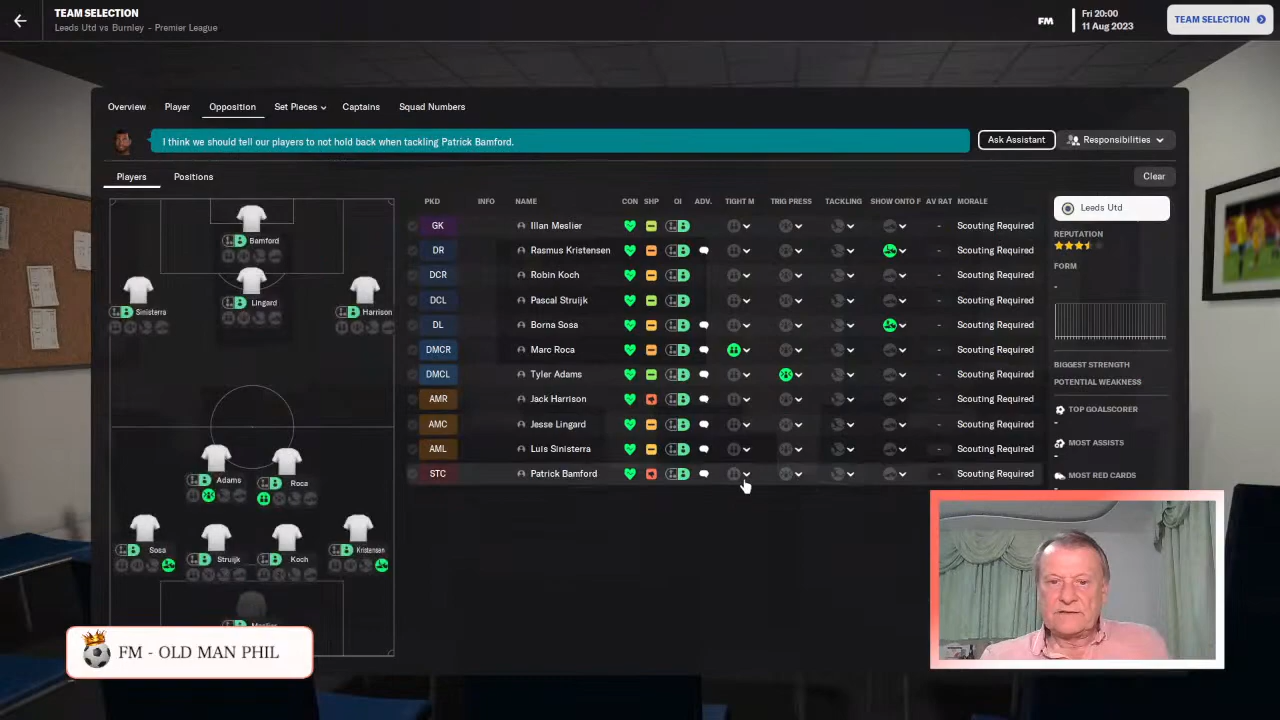 TEAM SELECTION
Leeds Utd vs Burnley - Premier League
FM
Fri 20:00
11 Aug 2023
TEAM SELECTION
Overview Player Opposition Set Pieces Captains Squad Numbers
I think we should tell our players to not hold back when tackling Patrick Bamford.
Ask Assistant
Responsibilities
Players Positions
Clear
PKD INFO NAME CON SHP OI ADV. TIGHT M TRIG PRESS TACKLING SHOW ONTO F AV RAT MORALE
GK Illan Meslier - Scouting Required
DR Rasmus Kristensen - Scouting Required
DCR Robin Koch - Scouting Required
DCL Pascal Struijk - Scouting Required
DL Borna Sosa - Scouting Required
DMCR Marc Roca - Scouting Required
DMCL Tyler Adams - Scouting Required
AMR Jack Harrison - Scouting Required
AMC Jesse Lingard - Scouting Required
AML Luis Sinisterra - Scouting Required
STC Patrick Bamford - Scouting Required
Bamford
Sinisterra Lingard Harrison
Adams Roca
Sosa Struijk Koch Kristensen
Leeds Utd
REPUTATION
FORM
-
BIGGEST STRENGTH
POTENTIAL WEAKNESS
TOP GOALSCORER
-
MOST ASSISTS
-
MOST RED CARDS
FM - OLD MAN PHIL